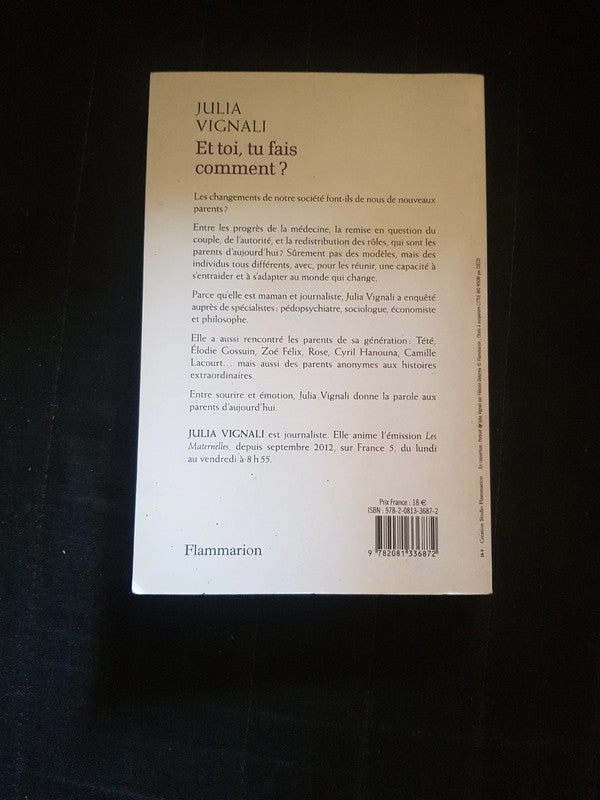 JULIA
VIGNALI
Et toi, tu fais
comment ?
Les changements de notre société font-ils de nous de nouveaux
parents ?
Entre les progrès de la médecine, la remise en question du
couple, de l'autorité, et la redistribution des rôles, qui sont les
parents d'aujourd'hui ? Sûrement pas des modèles, mais des
individus tous différents, avec, pour les réunir, une capacité à
s'entraider et à s'adapter au monde qui change.
Parce qu'elle est maman et journaliste, Julia Vignali a enquêté
auprès de spécialistes : pédopsychiatre, sociologue, économiste
et philosophe.
Elle a aussi rencontré les parents de sa génération : Tété,
Élodie Gossuin, Zoé Félix, Rose, Cyril Hanouna, Camille
Lacourt... mais aussi des parents anonymes aux histoires
extraordinaires.
Entre sourire et émotion, Julia Vignali donne la parole aux
parents d'aujourd'hui.
JULIA VIGNALI est journaliste. Elle anime l'émission Les
Maternelles, depuis septembre 2012, sur France 5, du lundi
au vendredi à 8 h 55.
Prix France : 18 €
ISBN : 978-2-0813-3687-2
9 782081 336872
Flammarion
Création Studio Flammarion